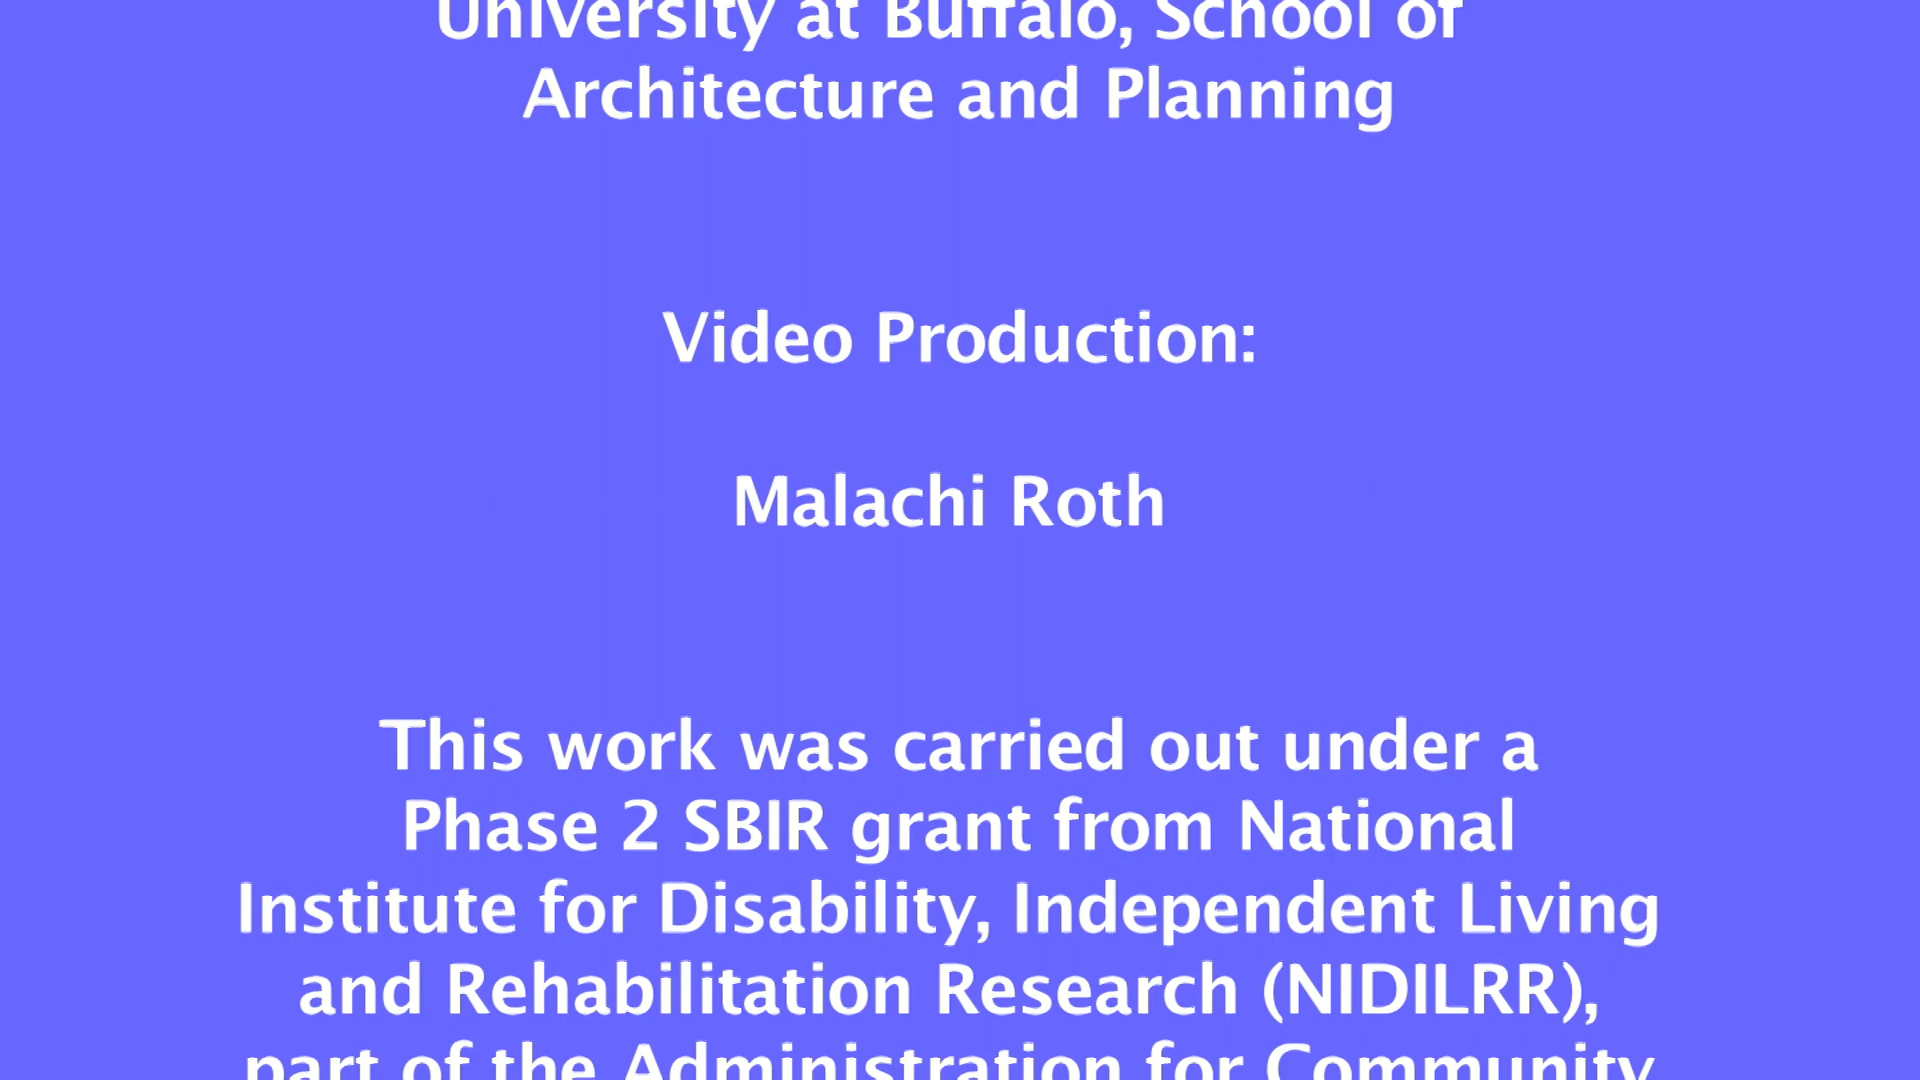 University at Buffalo, School of
Architecture and Planning
Video Production:
Malachi Roth
This work was carried out under a
Phase 2 SBIR grant from National
Institute for Disability, Independent Living
and Rehabilitation Research (NIDILRR),
part of the Administration for Community